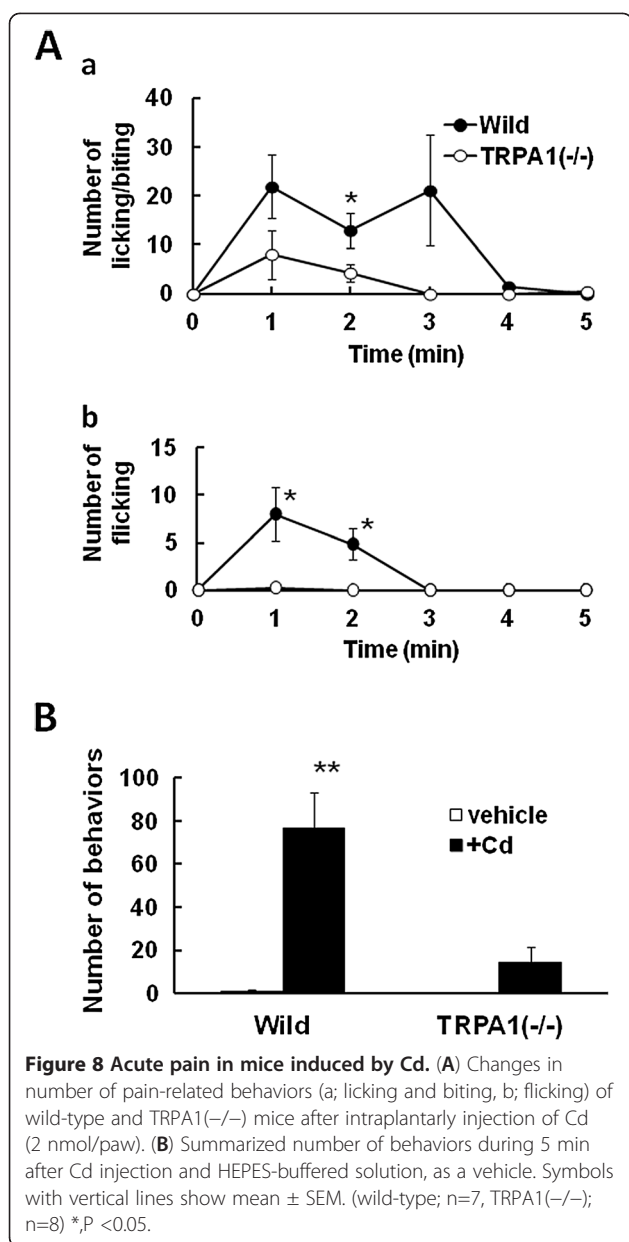 A
a
Number of
licking/biting
40
30
20
10
0
Wild
TRPA1(-/-)
*
0 1 2 3 4 5
Time (min)
b
Number of
flicking
15
10
5
0
*
*
0 1 2 3 4 5
Time (min)
B
Number of behaviors
100
80
60
40
20
0
**
vehicle
+Cd
Wild TRPA1(-/-)
Figure 8 Acute pain in mice induced by Cd. (A) Changes in
number of pain-related behaviors (a; licking and biting, b; flicking) of
wild-type and TRPA1(−/−) mice after intraplantarly injection of Cd
(2 nmol/paw). (B) Summarized number of behaviors during 5 min
after Cd injection and HEPES-buffered solution, as a vehicle. Symbols
with vertical lines show mean ± SEM. (wild-type; n=7, TRPA1(−/−);
n=8) *,P <0.05.